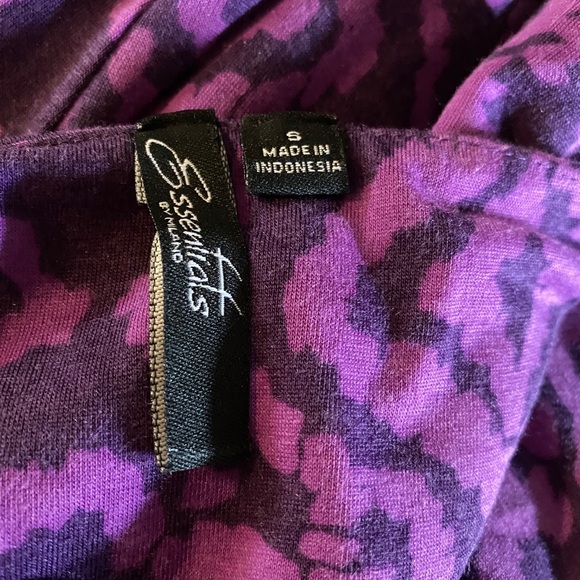 Essentials
BY MILANO
S
MADE IN
INDONESIA